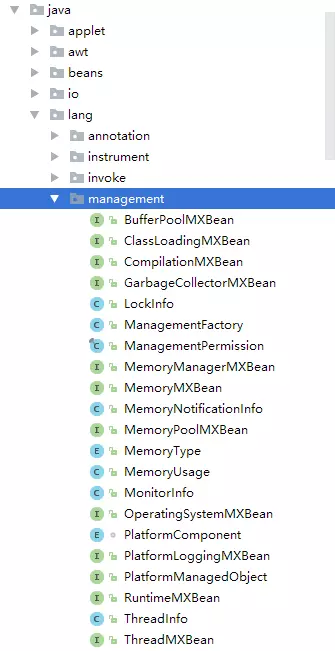 java
applet
awt
beans
io
lang
annotation
instrument
invoke
management
I BufferPoolMXBean
I ClassLoadingMXBean
I CompilationMXBean
I GarbageCollectorMXBean
C LockInfo
C ManagementFactory
C ManagementPermission
I MemoryManagerMXBean
I MemoryMXBean
C MemoryNotificationInfo
I MemoryPoolMXBean
E MemoryType
C MemoryUsage
C MonitorInfo
I OperatingSystemMXBean
E PlatformComponent
I PlatformLoggingMXBean
I PlatformManagedObject
I RuntimeMXBean
C ThreadInfo
I ThreadMXBean